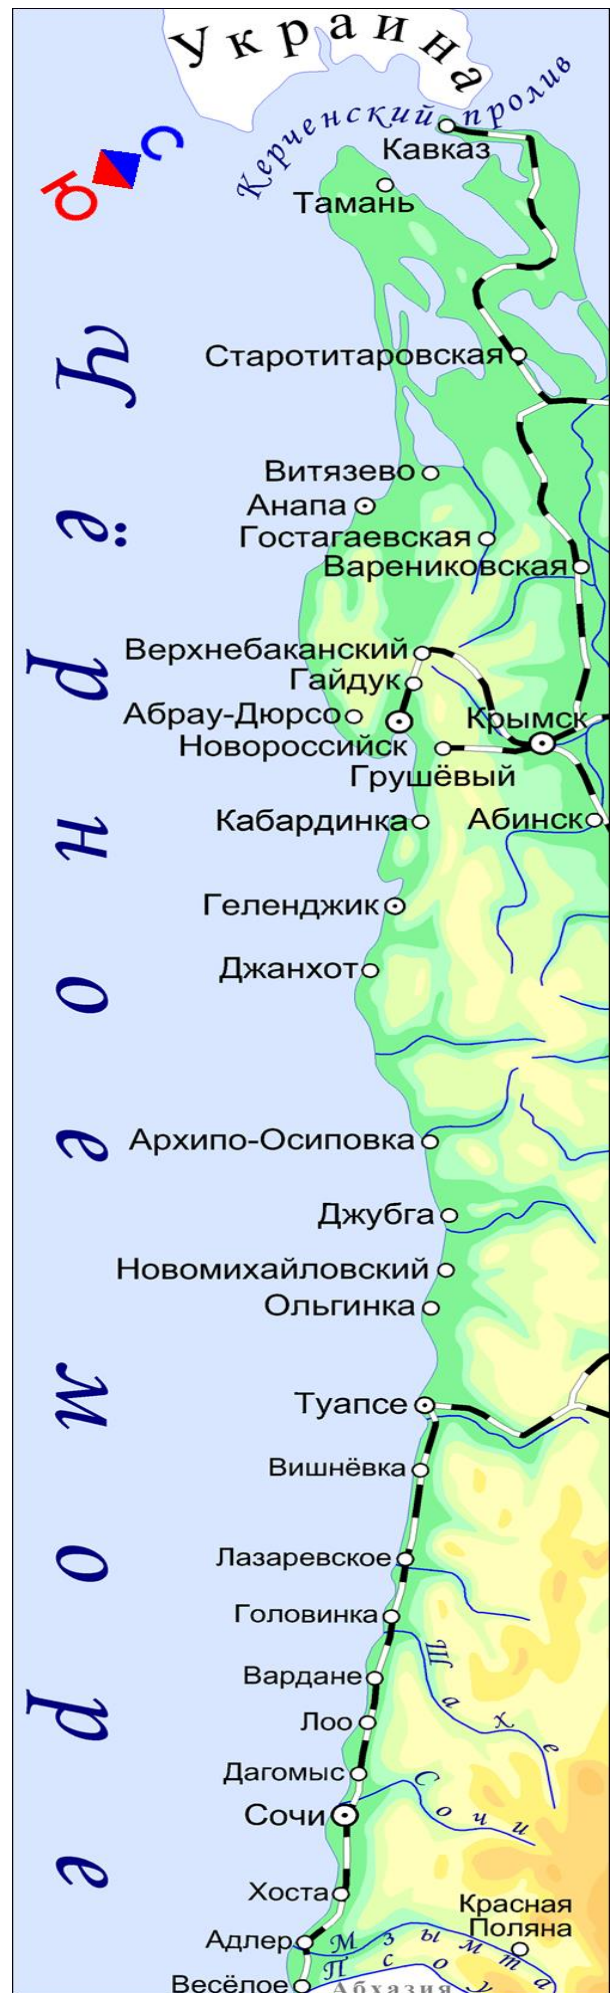 Украина
Керченский пролив
Кавказ
С
Ю
Тамань
Чёрное море
Старотитаровская
Витязево
Анапа
Гостагаевская
Варениковская
Верхнебаканский
Гайдук
Абрау-Дюрсо
Крымск
Новороссийск
Грушёвый
Кабардинка
Абинск
Геленджик
Джанхот
Архипо-Осиповка
Джубга
Новомихайловский
Ольгинка
Туапсе
Вишнёвка
Лазаревское
Головинка
Шахе
Вардане
Лоо
Дагомыс
Сочи
Сочи
Хоста
Красная
Поляна
Адлер
Мзымта
Псоу
Весёлое
Абхазия